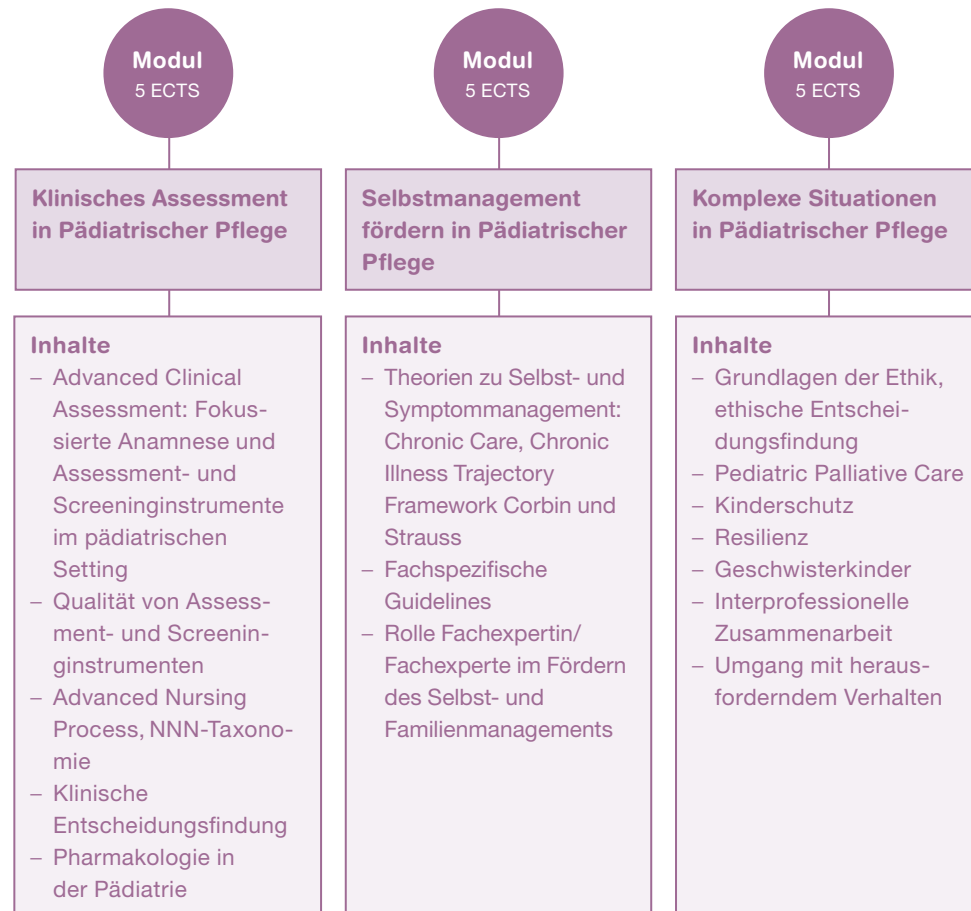 Modul
5 ECTS
Klinisches Assessment
in Pädiatrischer Pflege
Inhalte
– Advanced Clinical
Assessment: Fokus-
sierte Anamnese und
Assessment- und
Screeninginstrumente
im pädiatrischen
Setting
– Qualität von Assess-
ment- und Screenin-
ginstrumenten
– Advanced Nursing
Process, NNN-Taxono-
mie
– Klinische
Entscheidungsfindung
– Pharmakologie in
der Pädiatrie
Modul
5 ECTS
Selbstmanagement
fördern in Pädiatrischer
Pflege
Inhalte
– Theorien zu Selbst- und
Symptommanagement:
Chronic Care, Chronic
Illness Trajectory
Framework Corbin und
Strauss
– Fachspezifische
Guidelines
– Rolle Fachexpertin/
Fachexperte im Fördern
des Selbst- und
Familienmanagements
Modul
5 ECTS
Komplexe Situationen
in Pädiatrischer Pflege
Inhalte
– Grundlagen der Ethik,
ethische Entschei-
dungsfindung
– Pediatric Palliative Care
– Kinderschutz
– Resilienz
– Geschwisterkinder
– Interprofessionelle
Zusammenarbeit
– Umgang mit heraus-
forderndem Verhalten